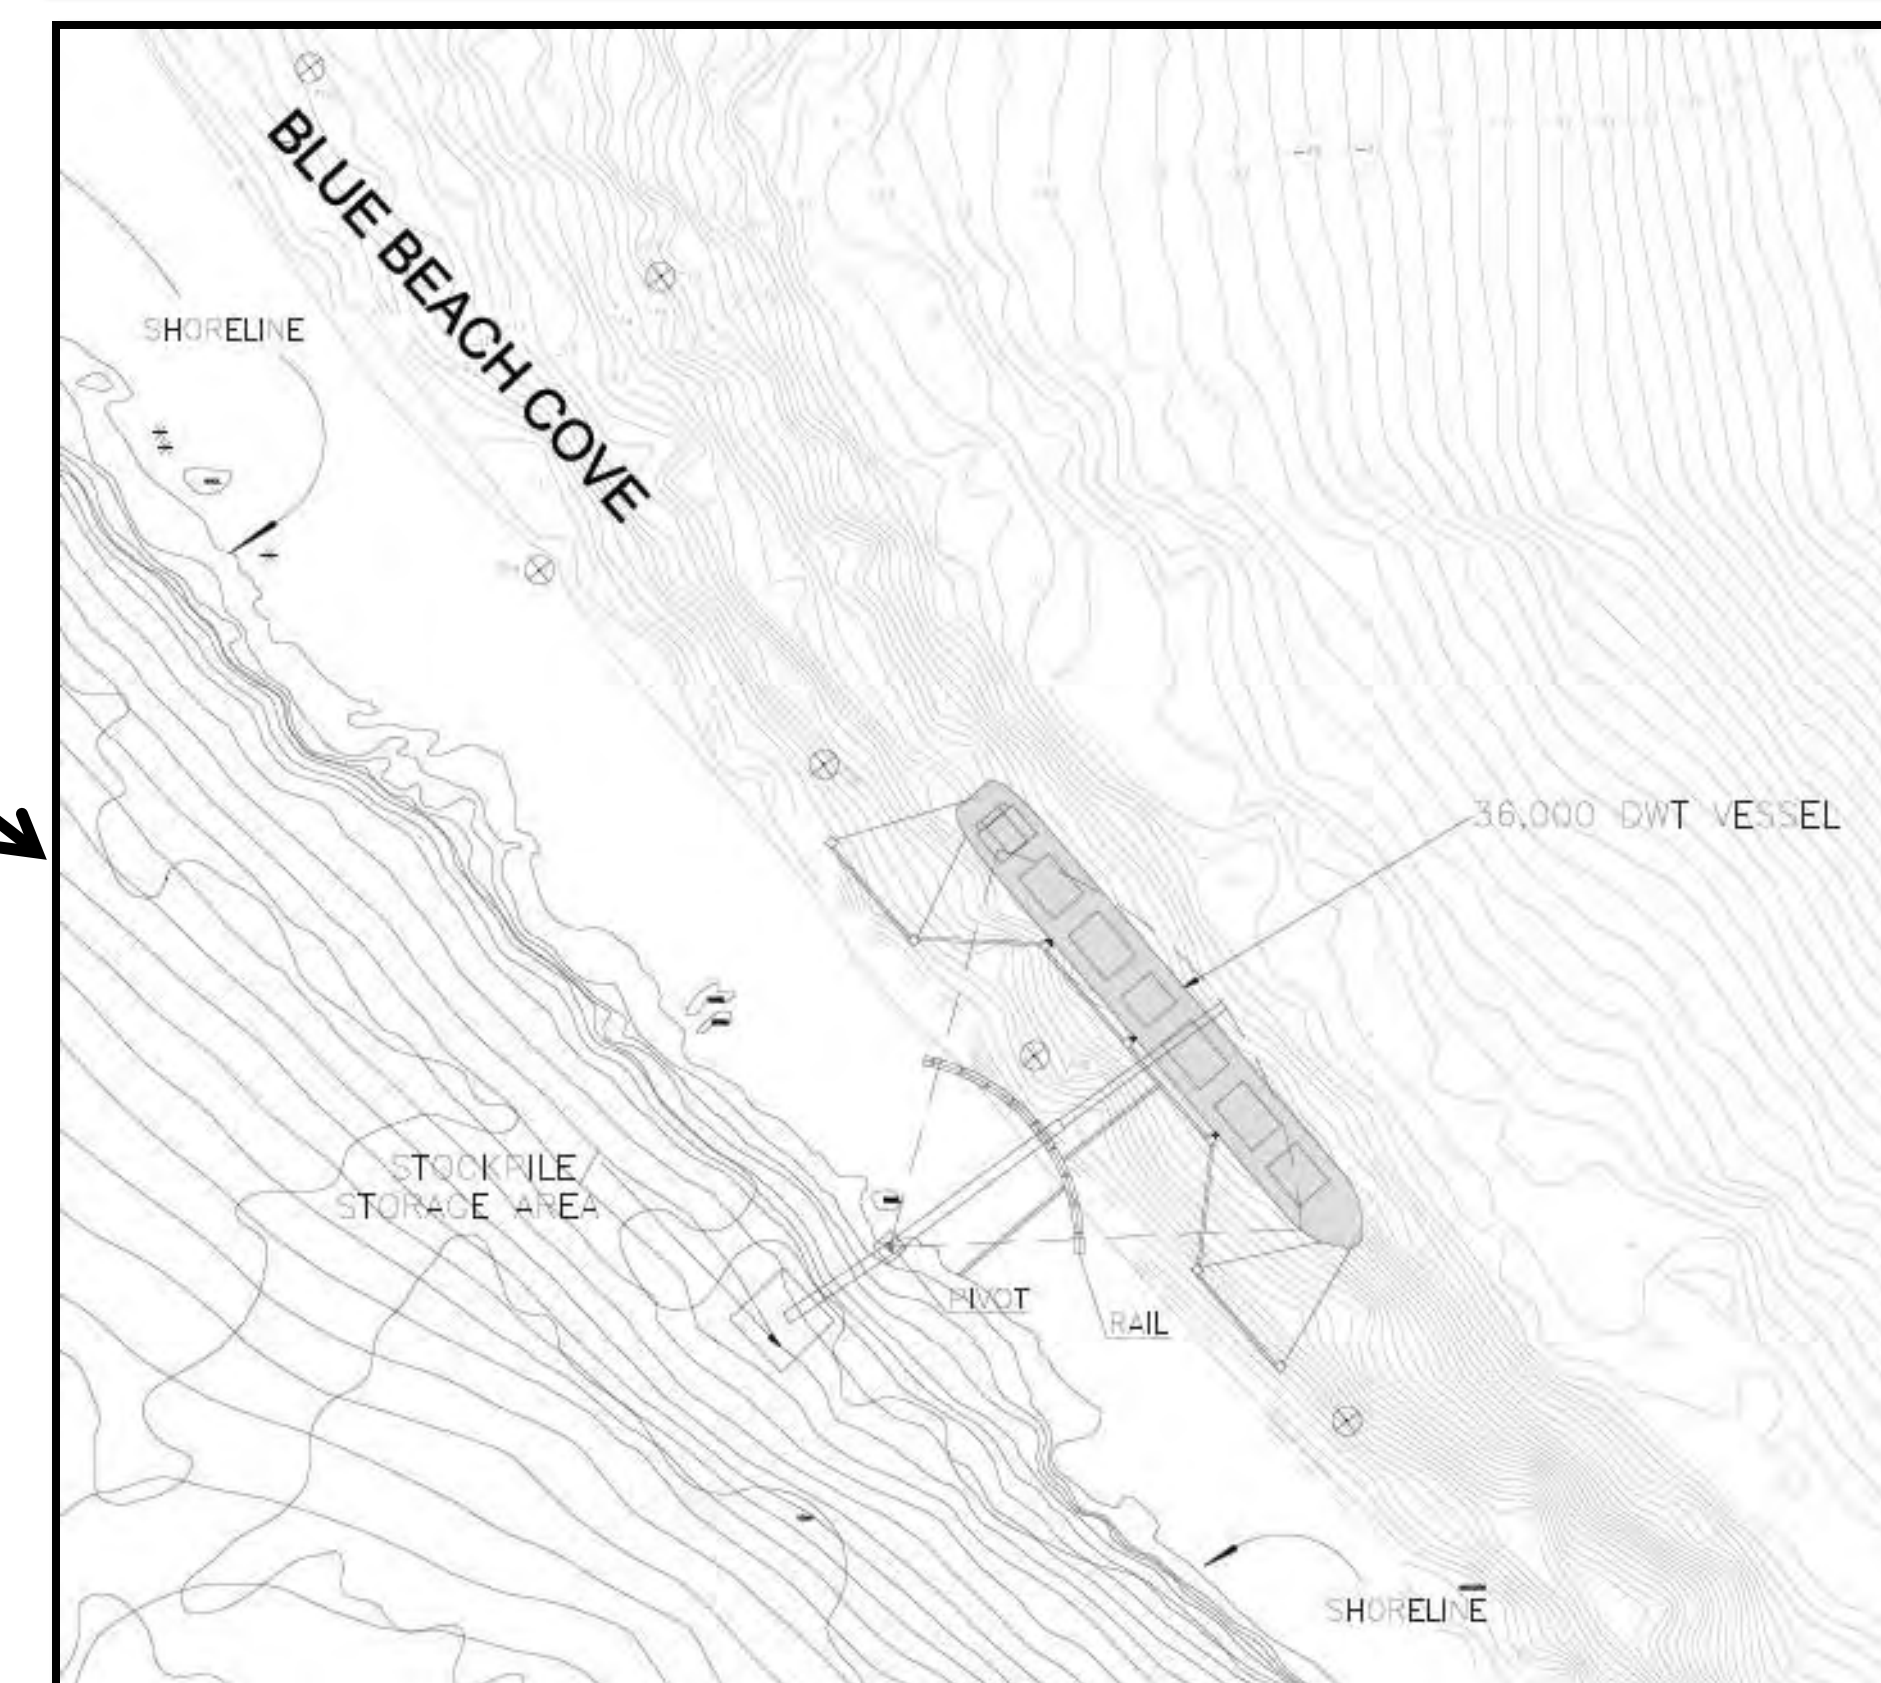 BLUE BEACH COVE
SHORELINE
36,000 DWT VESSEL
STOCKPILE/
STORAGE AREA
PIVOT
RAIL
SHORELINE